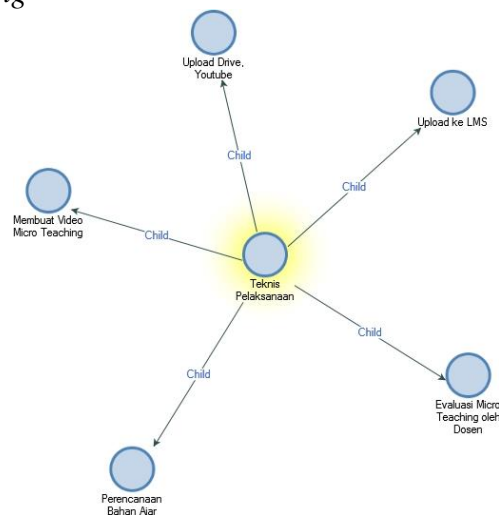 Upload Drive,
Youtube
Upload ke LMS
Child
Child
Membuat Video
Micro Teaching
Child
Teknis
Pelaksanaan
Child
Child
Evaluasi Micro
Teaching oleh
Dosen
Perencanaan
Bahan Ajar